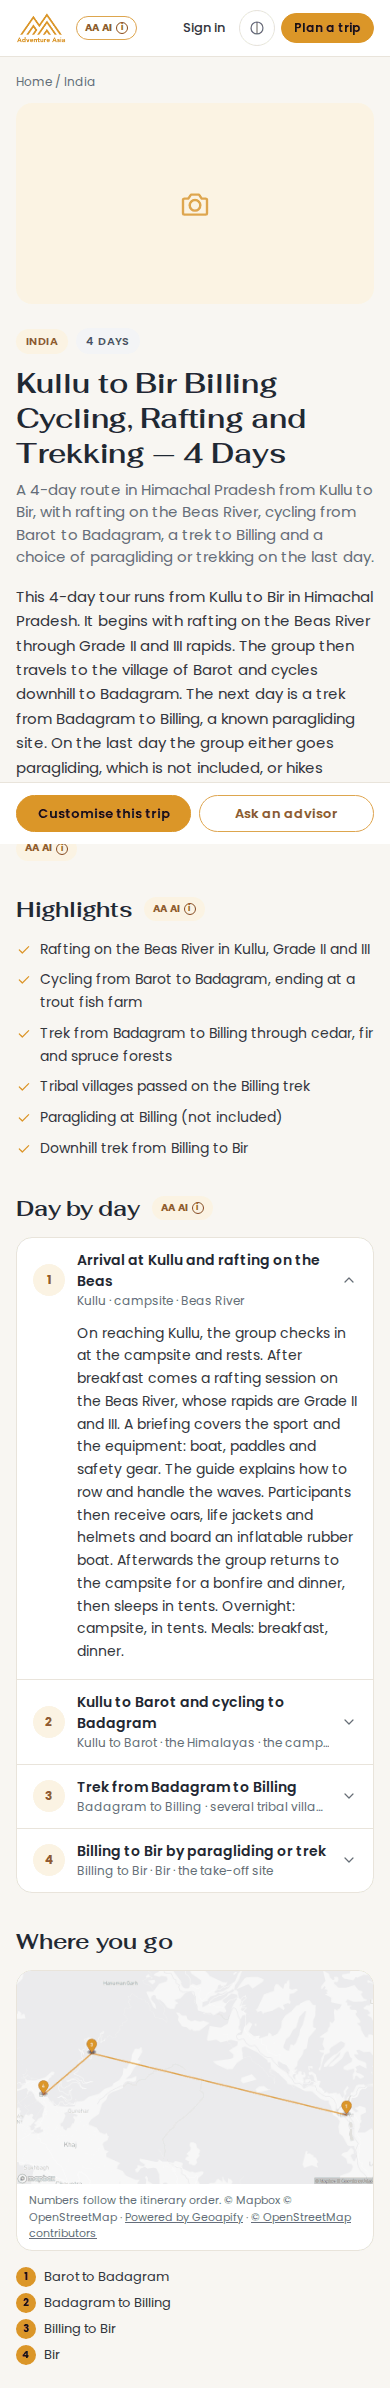 Adventure Asia
AA AI
Sign in
Plan a trip
Home / India
INDIA
4 DAYS
Kullu to Bir Billing
Cycling, Rafting and
Trekking — 4 Days
A 4-day route in Himachal Pradesh from Kullu to
Bir, with rafting on the Beas River, cycling from
Barot to Badagram, a trek to Billing and a
choice of paragliding or trekking on the last day.
This 4-day tour runs from Kullu to Bir in Himachal
Pradesh. It begins with rafting on the Beas River
through Grade II and III rapids. The group then
travels to the village of Barot and cycles
downhill to Badagram. The next day is a trek
from Badagram to Billing, a known paragliding
site. On the last day the group either goes
paragliding, which is not included, or hikes
Customise this trip
Ask an advisor
AA AI
Highlights
AA AI
Rafting on the Beas River in Kullu, Grade II and III
Cycling from Barot to Badagram, ending at a
trout fish farm
Trek from Badagram to Billing through cedar, fir
and spruce forests
Tribal villages passed on the Billing trek
Paragliding at Billing (not included)
Downhill trek from Billing to Bir
Day by day
AA AI
1
Arrival at Kullu and rafting on the
Beas
Kullu · campsite · Beas River
On reaching Kullu, the group checks in
at the campsite and rests. After
breakfast comes a rafting session on
the Beas River, whose rapids are Grade II
and III. A briefing covers the sport and
the equipment: boat, paddles and
safety gear. The guide explains how to
row and handle the waves. Participants
then receive oars, life jackets and
helmets and board an inflatable rubber
boat. Afterwards the group returns to
the campsite for a bonfire and dinner,
then sleeps in tents. Overnight:
campsite, in tents. Meals: breakfast,
dinner.
2
Kullu to Barot and cycling to
Badagram
Kullu to Barot · the Himalayas · the camp…
3
Trek from Badagram to Billing
Badagram to Billing · several tribal villa…
4
Billing to Bir by paragliding or trek
Billing to Bir · Bir · the take-off site
Where you go
mapbox
Numbers follow the itinerary order. © Mapbox ©
OpenStreetMap · Powered by Geoapify · © OpenStreetMap
contributors
1 Barot to Badagram
2 Badagram to Billing
3 Billing to Bir
4 Bir